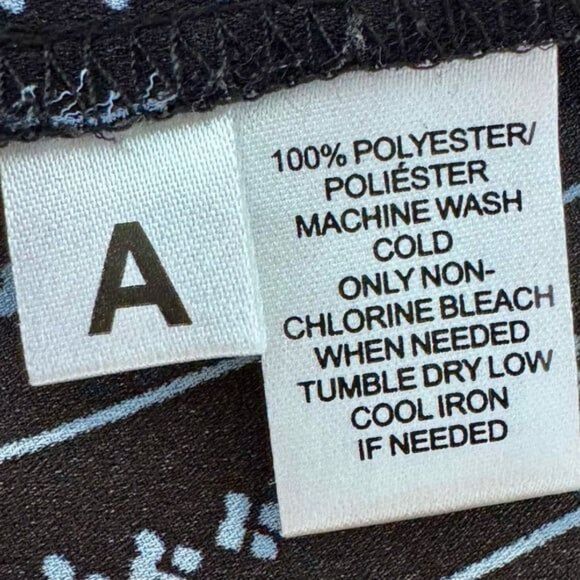 A
100% POLYESTER/
POLIÉSTER
MACHINE WASH
COLD
ONLY NON-
CHLORINE BLEACH
WHEN NEEDED
TUMBLE DRY LOW
COOL IRON
IF NEEDED